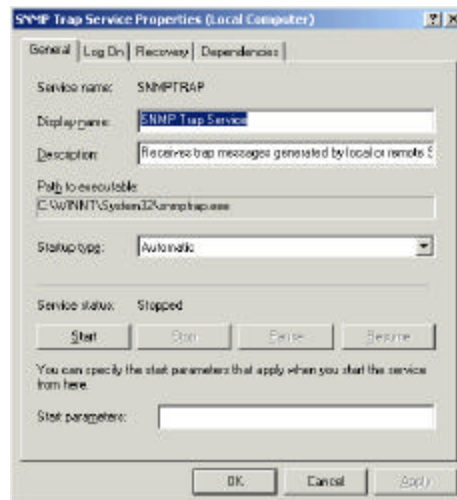 SNMP Trap Service Properties (Local Computer)
General Log On Recovery Dependencies
Service name: SNMPTRAP
Display name: SNMP Trap Service
Description: Receives trap messages generated by local or remote S
Path to executable:
C:\WINNT\System32\snmptrap.exe
Startup type: Automatic
Service status: Stopped
Start Stop Pause Resume
You can specify the start parameters that apply when you start the service
from here.
Start parameters:
OK Cancel Apply